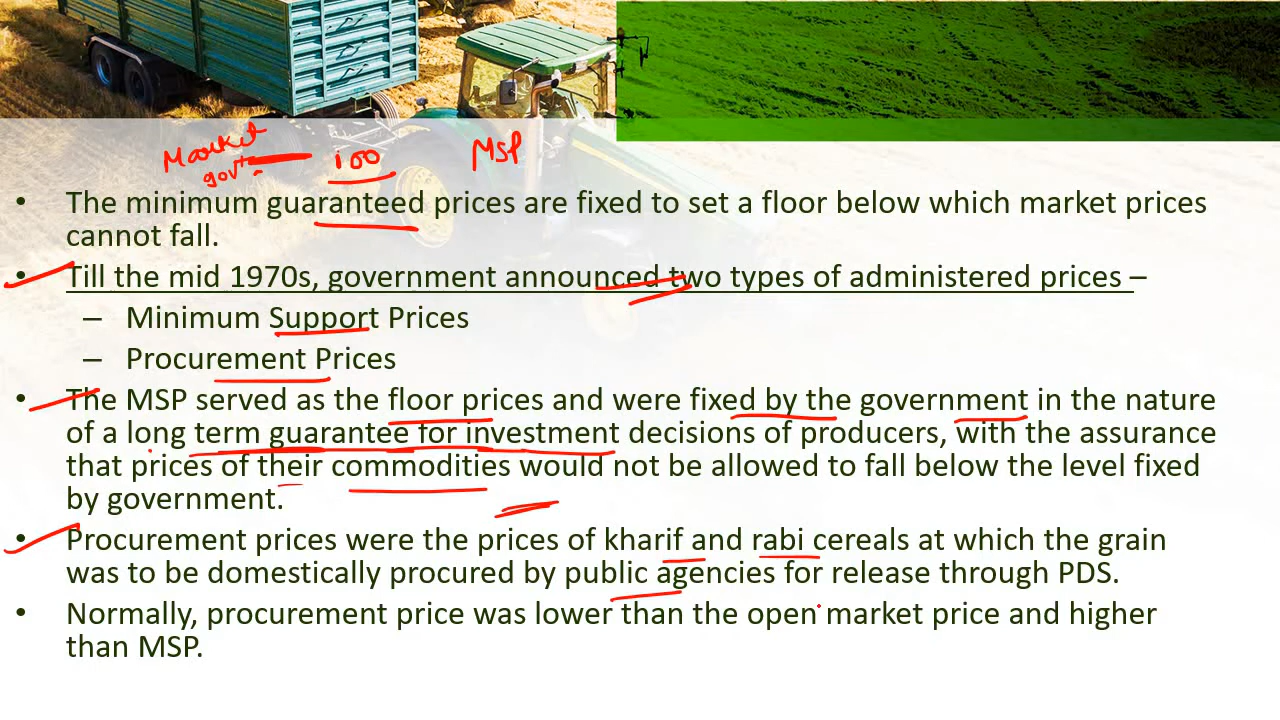 Market
govt
100
MSP
• The minimum guaranteed prices are fixed to set a floor below which market prices
cannot fall.
• Till the mid 1970s, government announced two types of administered prices –
– Minimum Support Prices
– Procurement Prices
• The MSP served as the floor prices and were fixed by the government in the nature
of a long term guarantee for investment decisions of producers, with the assurance
that prices of their commodities would not be allowed to fall below the level fixed
by government.
• Procurement prices were the prices of kharif and rabi cereals at which the grain
was to be domestically procured by public agencies for release through PDS.
• Normally, procurement price was lower than the open market price and higher
than MSP.